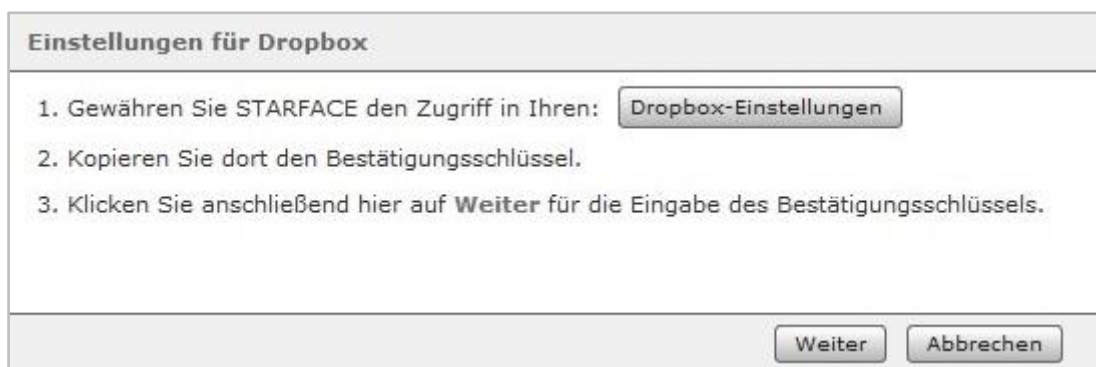 Einstellungen für Dropbox
1. Gewähren Sie STARFACE den Zugriff in Ihren: Dropbox-Einstellungen
2. Kopieren Sie dort den Bestätigungsschlüssel.
3. Klicken Sie anschließend hier auf Weiter für die Eingabe des Bestätigungsschlüssels.
Weiter Abbrechen